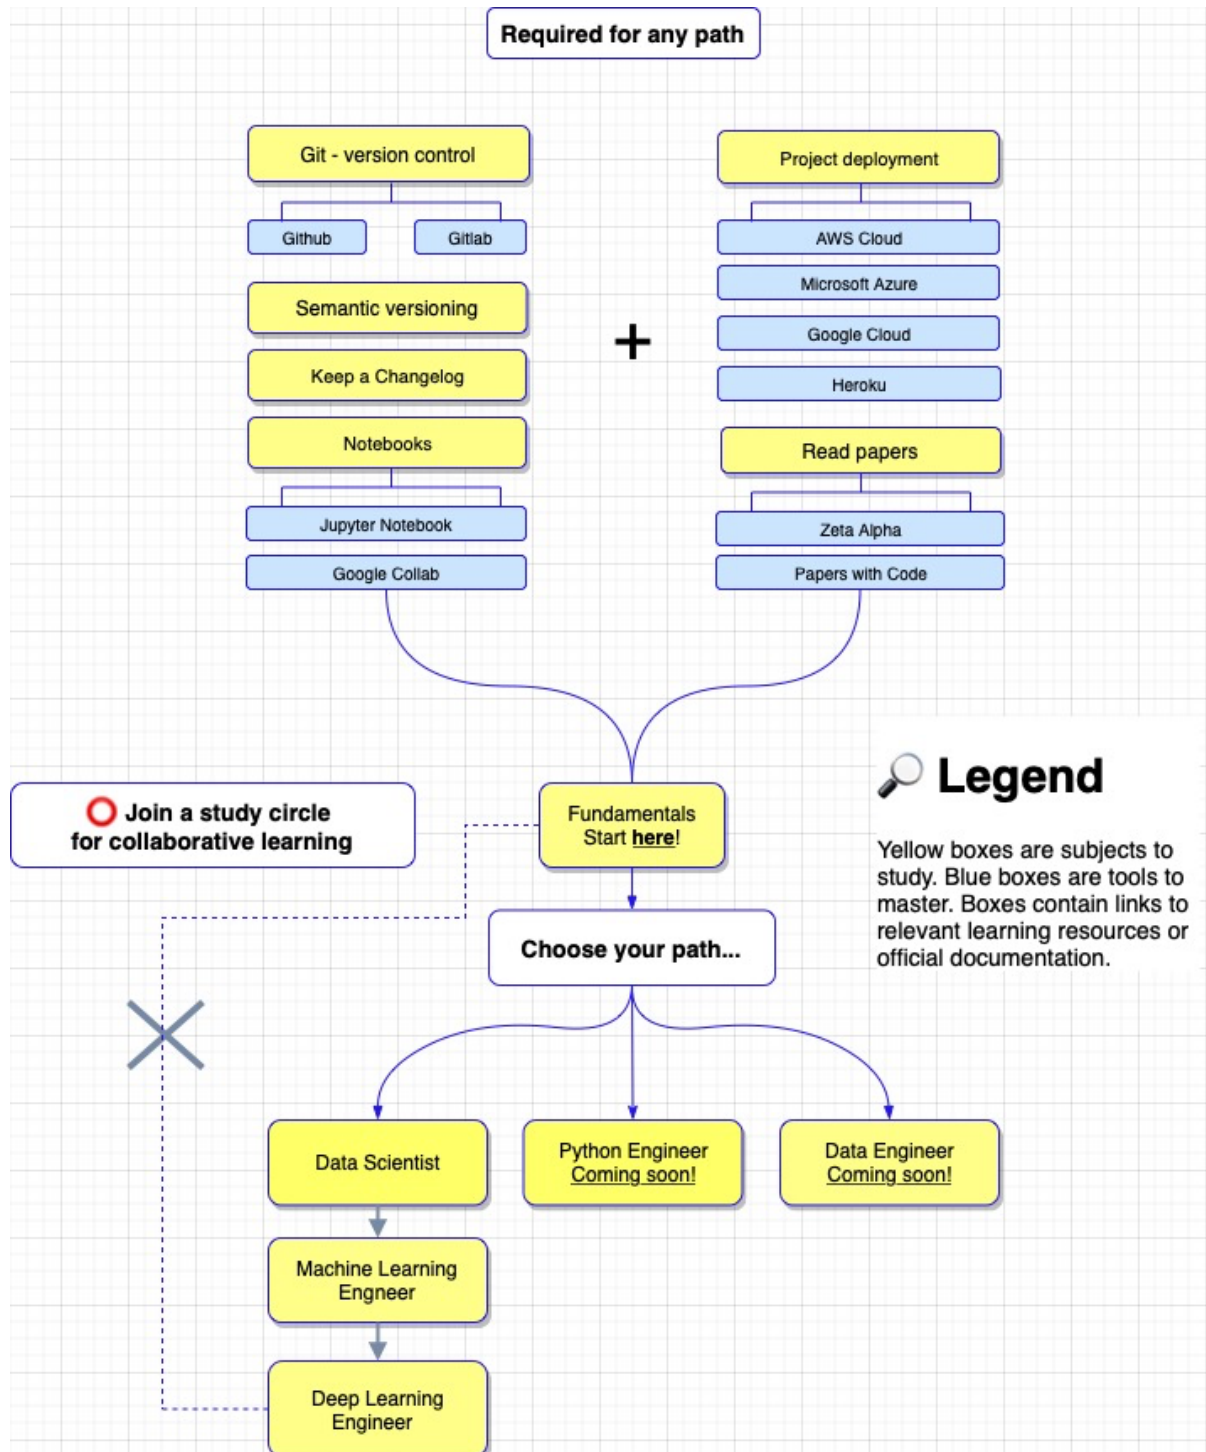 Required for any path
Git - version control
Github
Gitlab
Semantic versioning
Keep a Changelog
Notebooks
Jupyter Notebook
Google Collab
+
Project deployment
AWS Cloud
Microsoft Azure
Google Cloud
Heroku
Read papers
Zeta Alpha
Papers with Code
Join a study circle
for collaborative learning
Fundamentals
Start here!
Legend
Yellow boxes are subjects to
study. Blue boxes are tools to
master. Boxes contain links to
relevant learning resources or
official documentation.
Choose your path...
Data Scientist
Python Engineer
Coming soon!
Data Engineer
Coming soon!
Machine Learning
Engneer
Deep Learning
Engineer